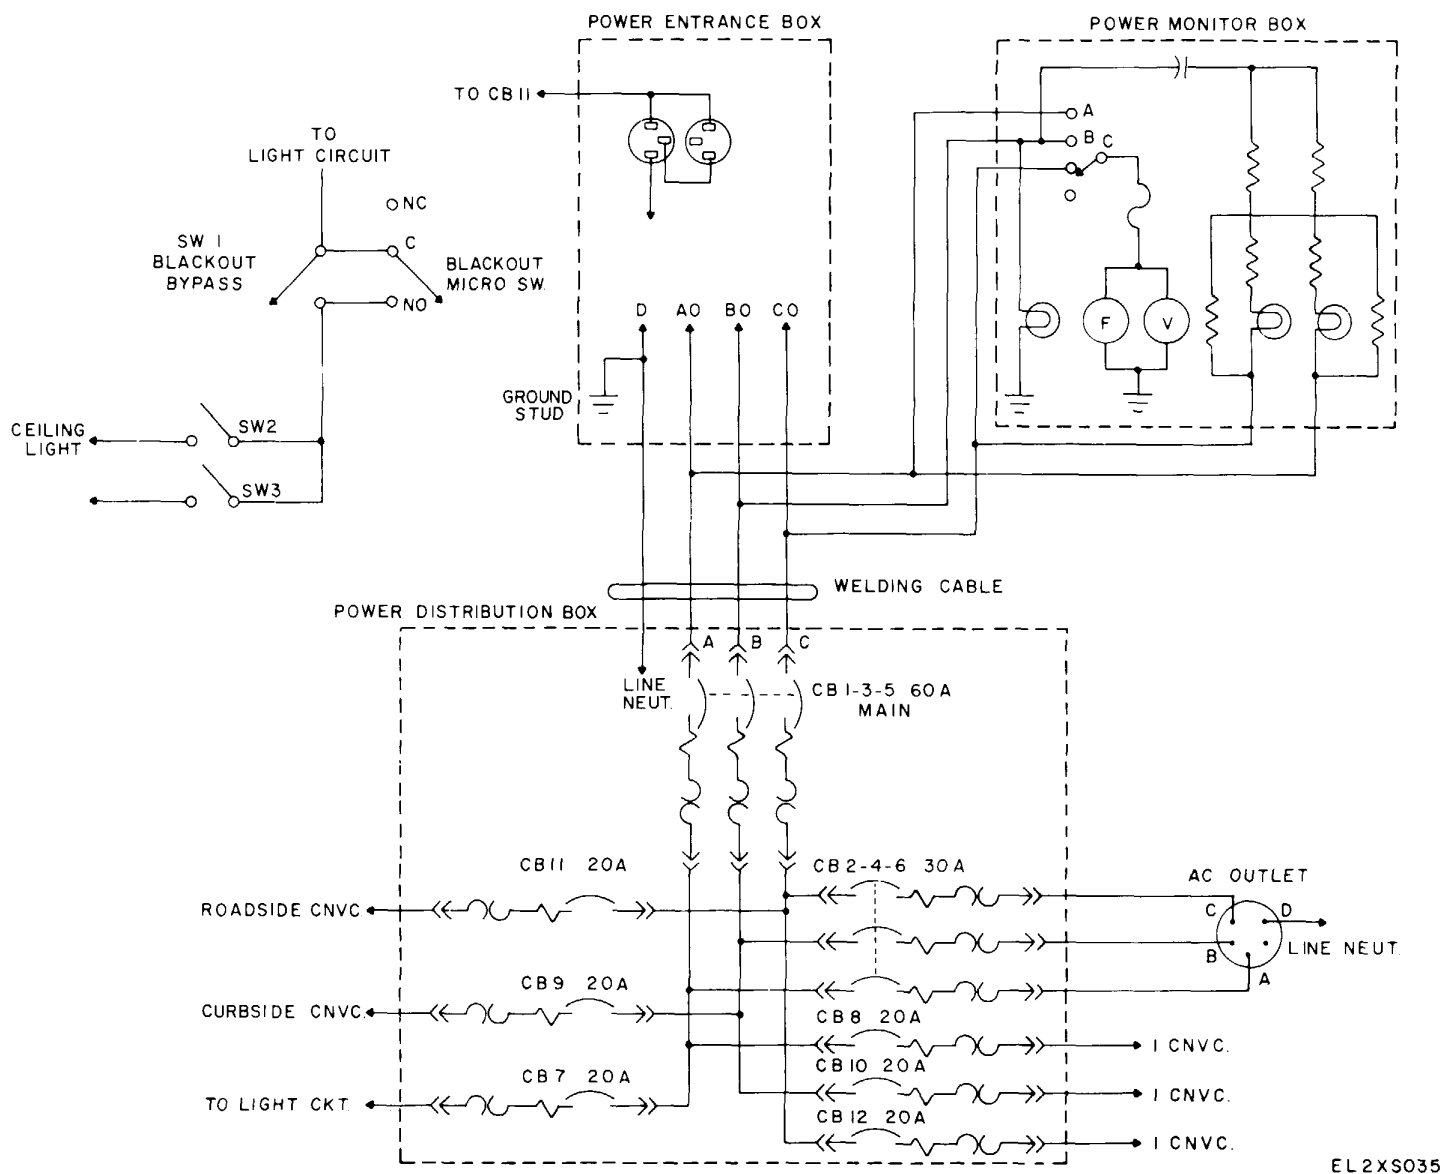 POWER ENTRANCE BOX
POWER MONITOR BOX
TO CB11
TO
LIGHT CIRCUIT
A
B
C
NC
SW 1
BLACKOUT
BYPASS
C
BLACKOUT
MICRO SW.
NO
D
AO
BO
CO
F
V
GROUND
STUD
CEILING
LIGHT
SW2
SW3
WELDING CABLE
POWER DISTRIBUTION BOX
A
B
C
LINE
NEUT.
CB 1-3-5 60A
MAIN
CB11 20A
CB2-4-6 30A
AC OUTLET
ROADSIDE CNVC.
C
D
LINE NEUT.
B
A
CB9 20A
CURBSIDE CNVC.
CB8 20A
1 CNVC.
CB10 20A
CB7 20A
TO LIGHT CKT.
1 CNVC.
CB12 20A
1 CNVC.
EL2XS035